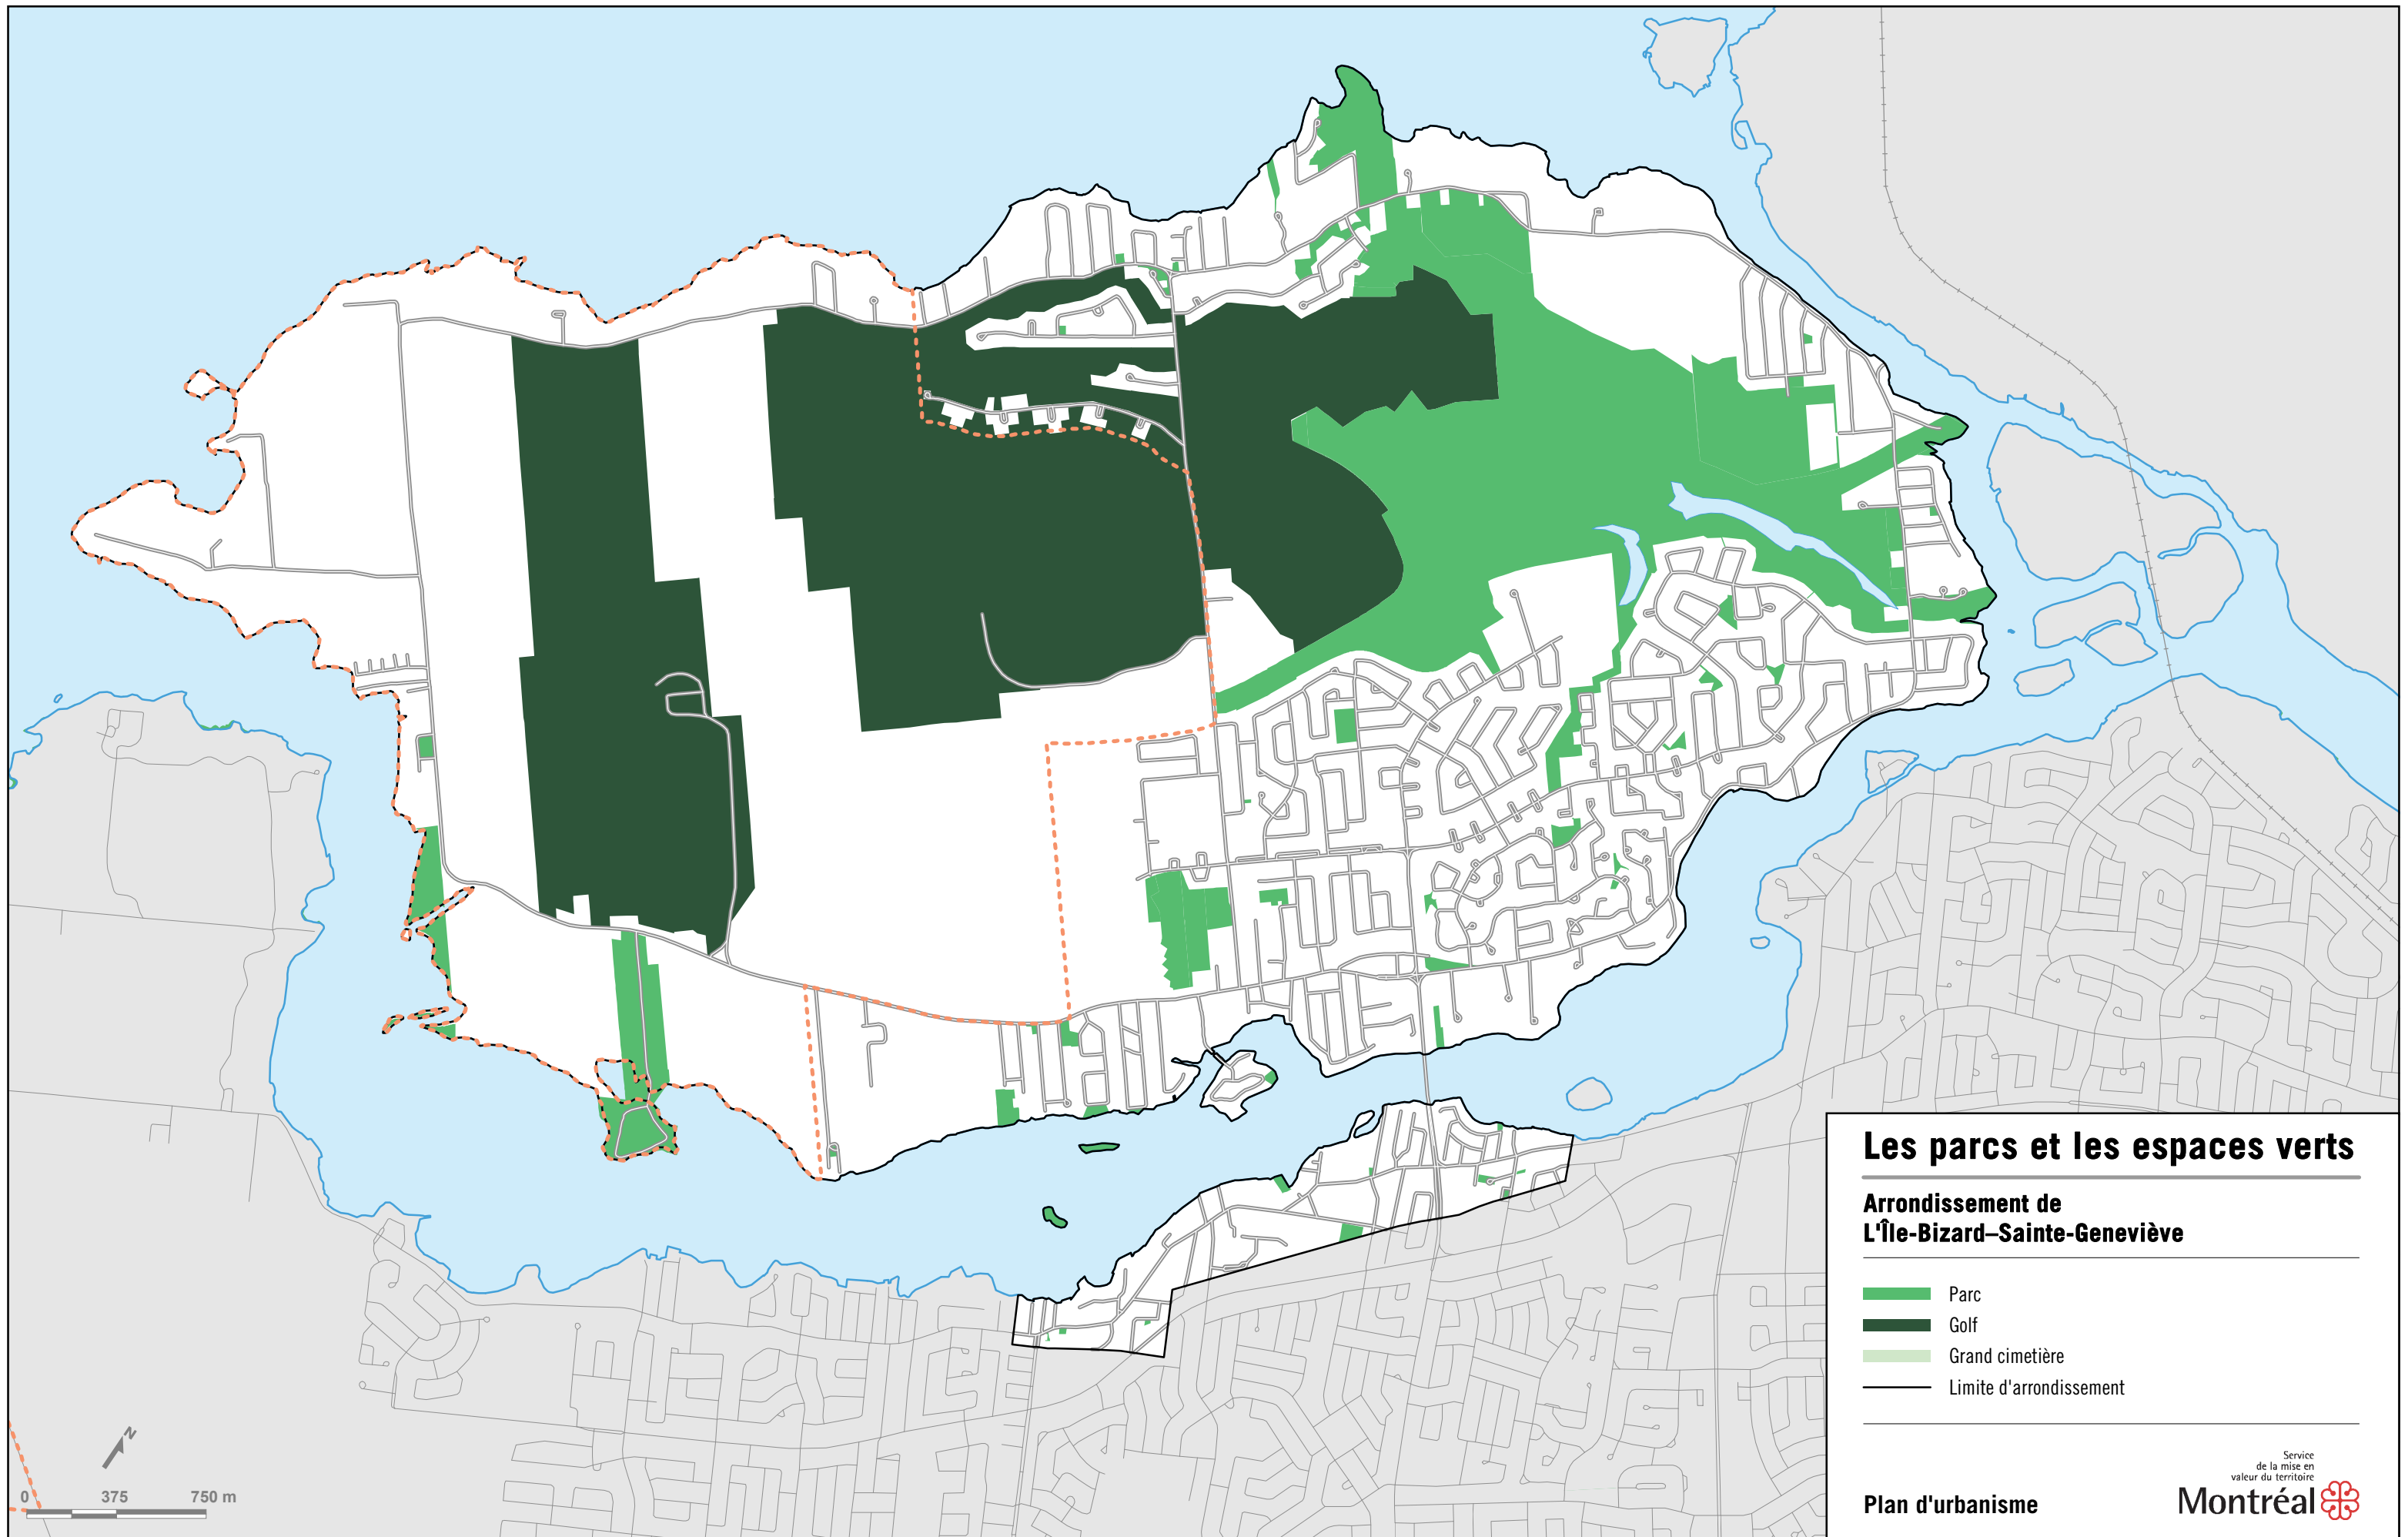 Les parcs et les espaces verts
Arrondissement de
L'Île-Bizard–Sainte-Geneviève
Parc
Golf
Grand cimetière
Limite d'arrondissement
Service
de la mise en
valeur du territoire
Plan d'urbanisme
Montréal
N
0 375 750 m